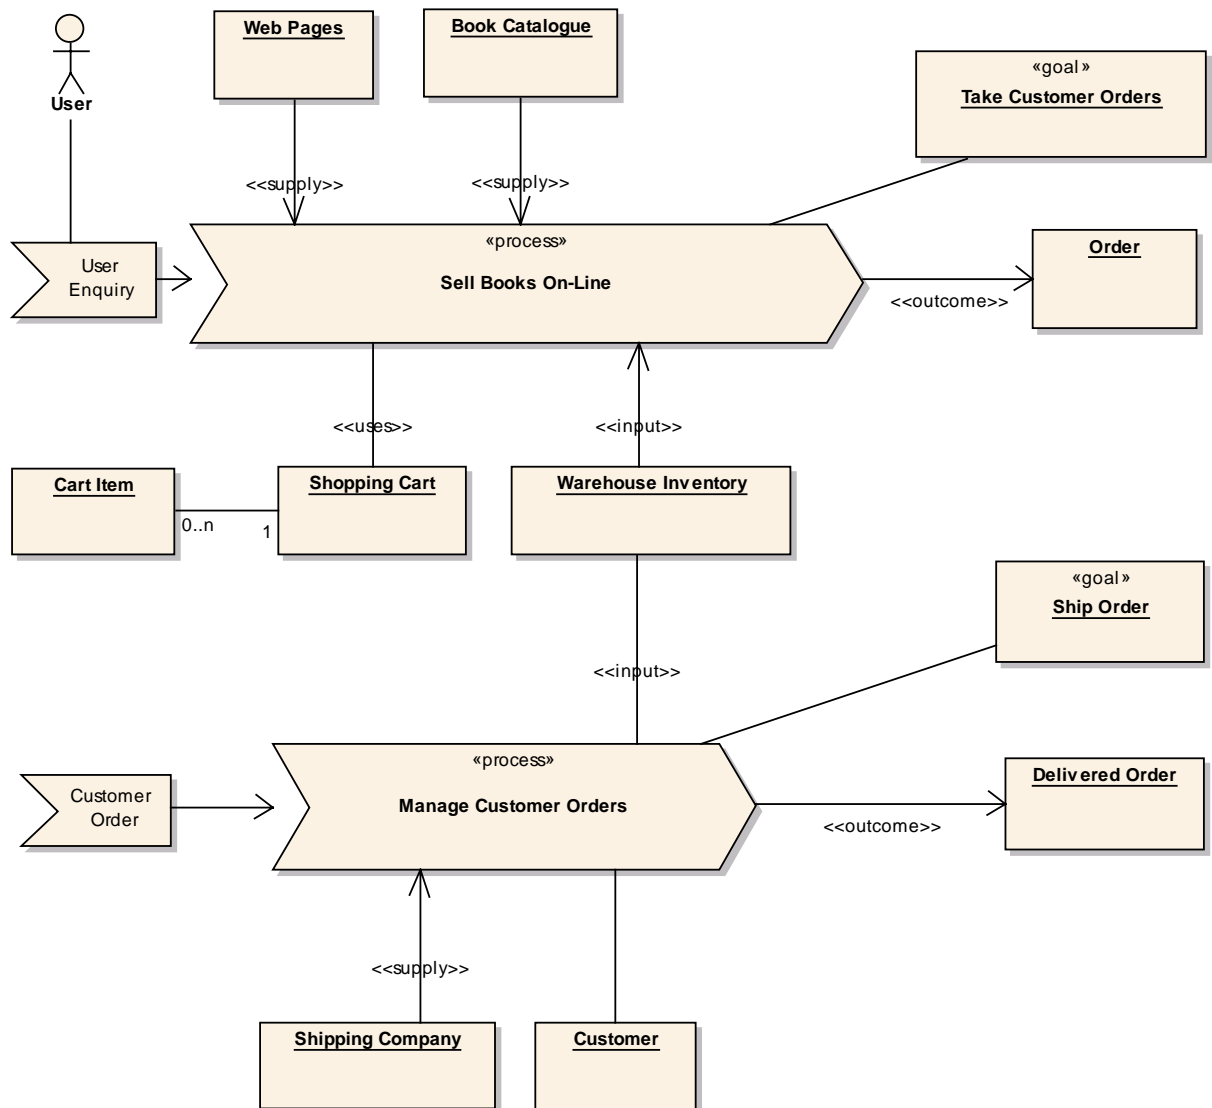 Web Pages
Book Catalogue
«goal»
Take Customer Orders
User
<<supply>>
<<supply>>
«process»
Sell Books On-Line
User
Enquiry
Order
<<outcome>>
<<uses>>
<<input>>
Cart Item
Shopping Cart
Warehouse Inventory
0..n
1
«goal»
Ship Order
<<input>>
«process»
Manage Customer Orders
Customer
Order
Delivered Order
<<outcome>>
<<supply>>
Shipping Company
Customer